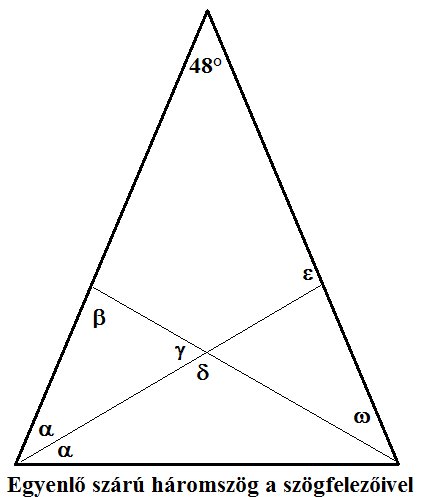 48°
ε
β
γ
δ
ω
α
α
Egyenlő szárú háromszög a szögfelezőivel